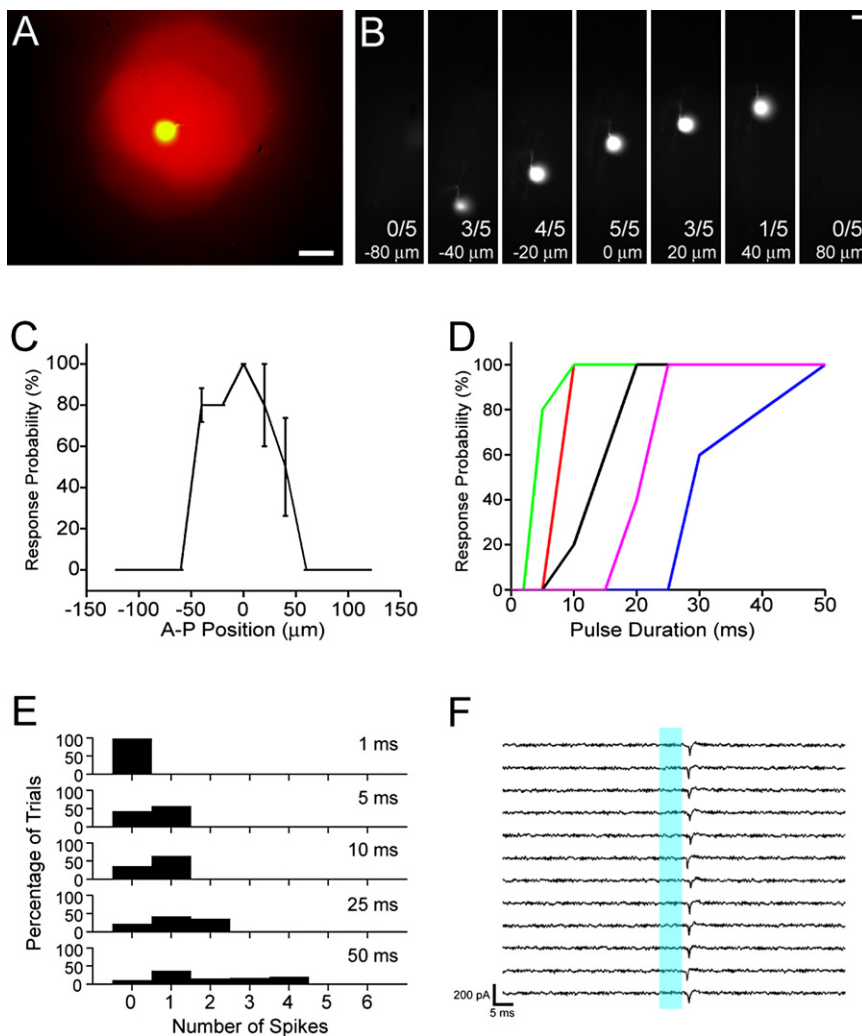 A
B
0/5 3/5 4/5 5/5 3/5 1/5 0/5
-80 μm -40 μm -20 μm 0 μm 20 μm 40 μm 80 μm
C
Response Probability (%)
100
80
60
40
20
0
-150 -100 -50 0 50 100 150
A-P Position (μm)
D
Response Probability (%)
100
80
60
40
20
0
0 10 20 30 40 50
Pulse Duration (ms)
E
Percentage of Trials
100
50
0
1 ms
100
50
0
5 ms
100
50
0
10 ms
100
50
0
25 ms
100
50
0
50 ms
0 1 2 3 4 5 6
Number of Spikes
F
200 pA
5 ms